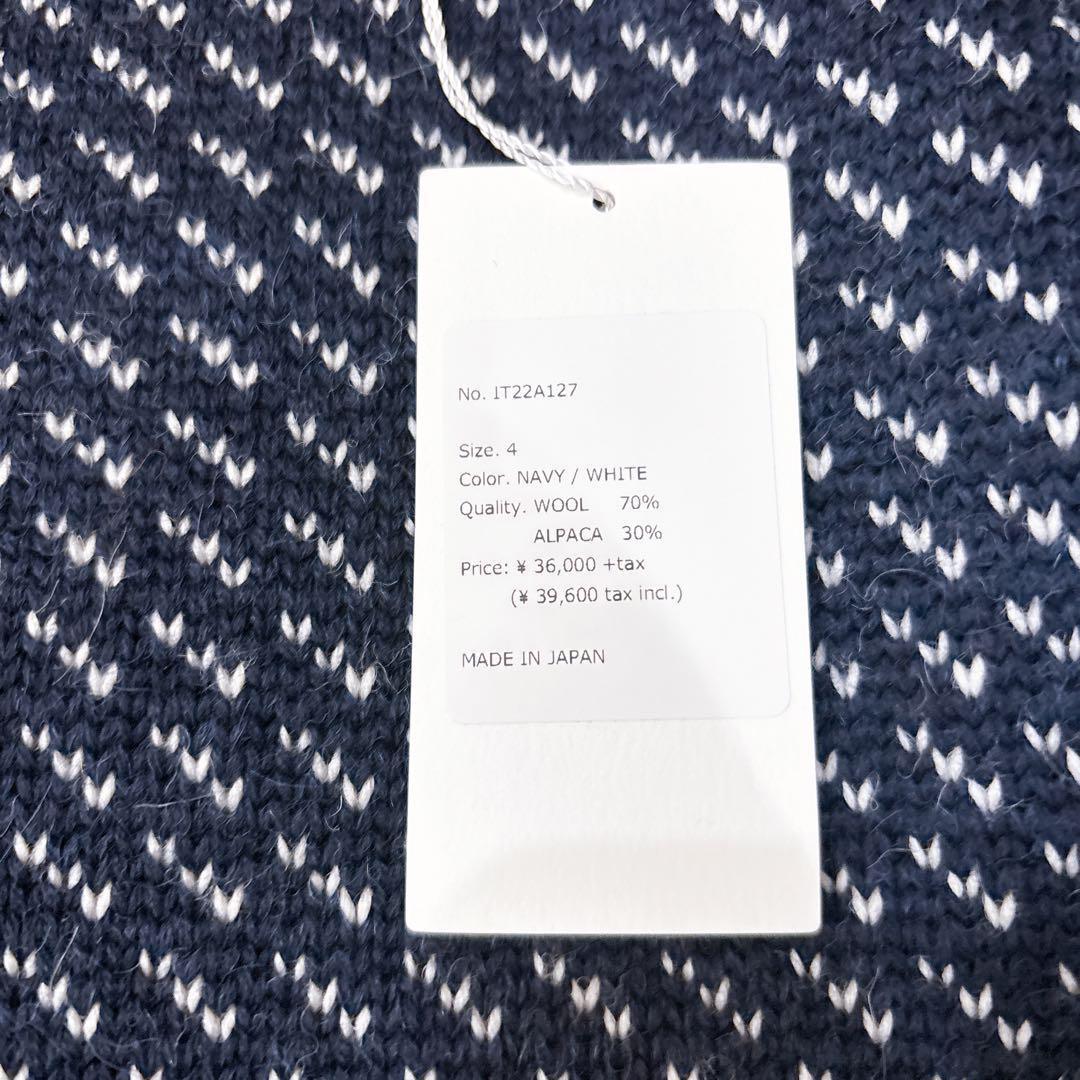 No. IT22A127
Size. 4
Color. NAVY / WHITE
Quality. WOOL 70%
ALPACA 30%
Price: ¥ 36,000 +tax
(¥ 39,600 tax incl.)
MADE IN JAPAN